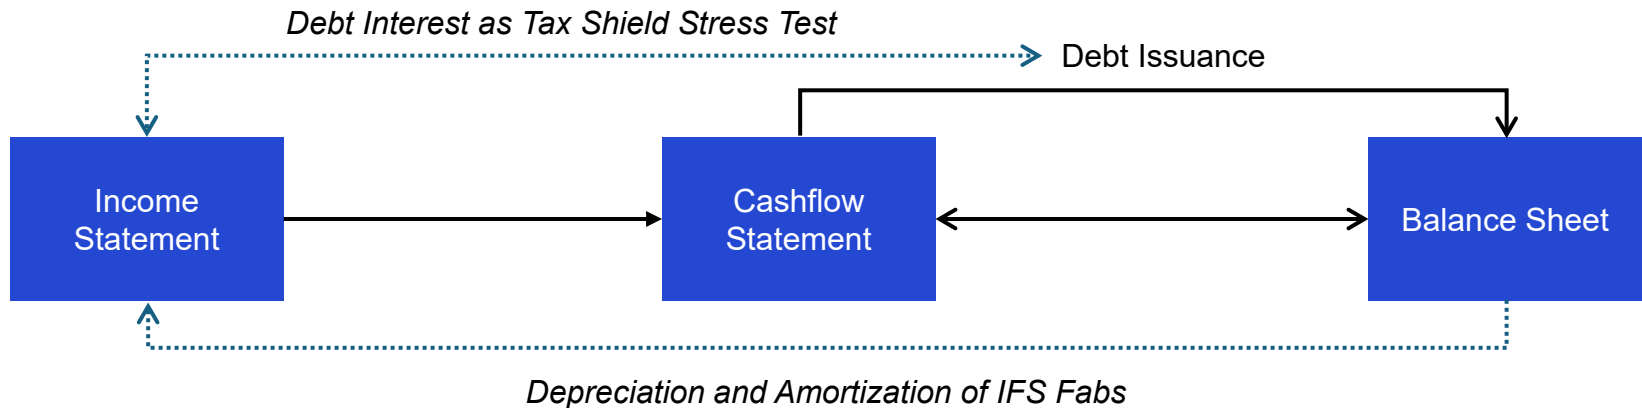 Debt Interest as Tax Shield Stress Test
Debt Issuance
Income
Statement
Cashflow
Statement
Balance Sheet
Depreciation and Amortization of IFS Fabs